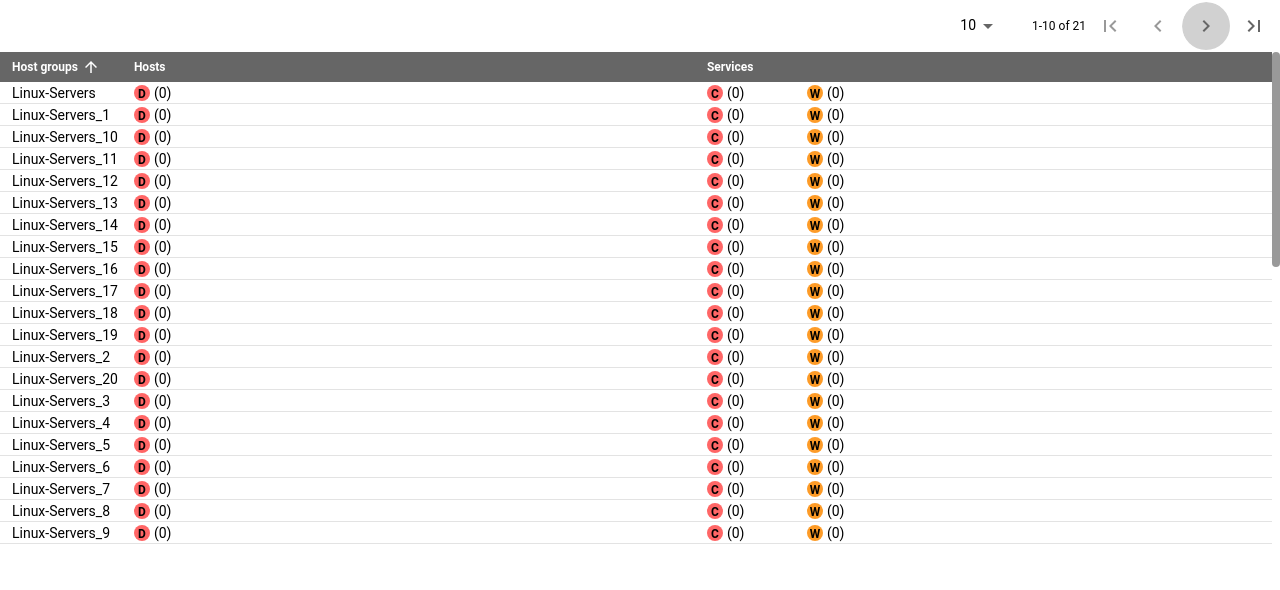 10 1-10 of 21
Host groups Hosts Services
Linux-Servers D (0) C (0) W (0)
Linux-Servers_1 D (0) C (0) W (0)
Linux-Servers_10 D (0) C (0) W (0)
Linux-Servers_11 D (0) C (0) W (0)
Linux-Servers_12 D (0) C (0) W (0)
Linux-Servers_13 D (0) C (0) W (0)
Linux-Servers_14 D (0) C (0) W (0)
Linux-Servers_15 D (0) C (0) W (0)
Linux-Servers_16 D (0) C (0) W (0)
Linux-Servers_17 D (0) C (0) W (0)
Linux-Servers_18 D (0) C (0) W (0)
Linux-Servers_19 D (0) C (0) W (0)
Linux-Servers_2 D (0) C (0) W (0)
Linux-Servers_20 D (0) C (0) W (0)
Linux-Servers_3 D (0) C (0) W (0)
Linux-Servers_4 D (0) C (0) W (0)
Linux-Servers_5 D (0) C (0) W (0)
Linux-Servers_6 D (0) C (0) W (0)
Linux-Servers_7 D (0) C (0) W (0)
Linux-Servers_8 D (0) C (0) W (0)
Linux-Servers_9 D (0) C (0) W (0)